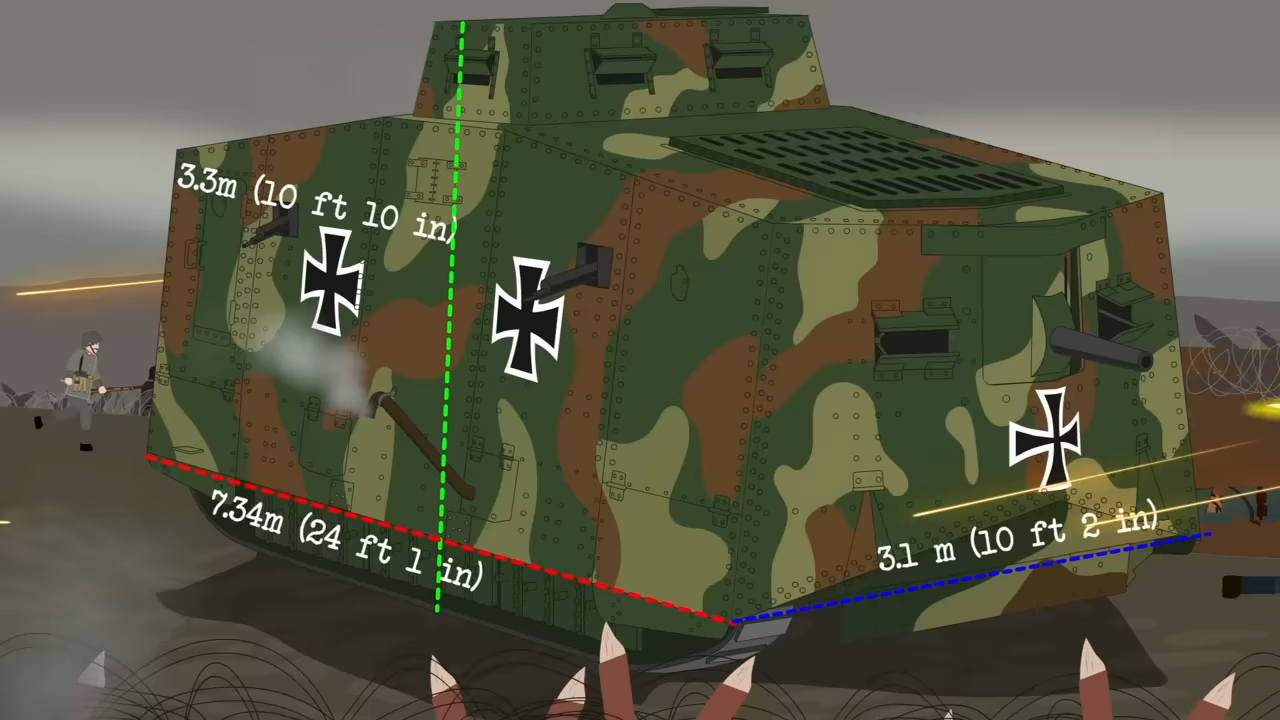 3.3m (10 ft 10 in)
7.34m (24 ft 1 in)
3.1 m (10 ft 2 in)